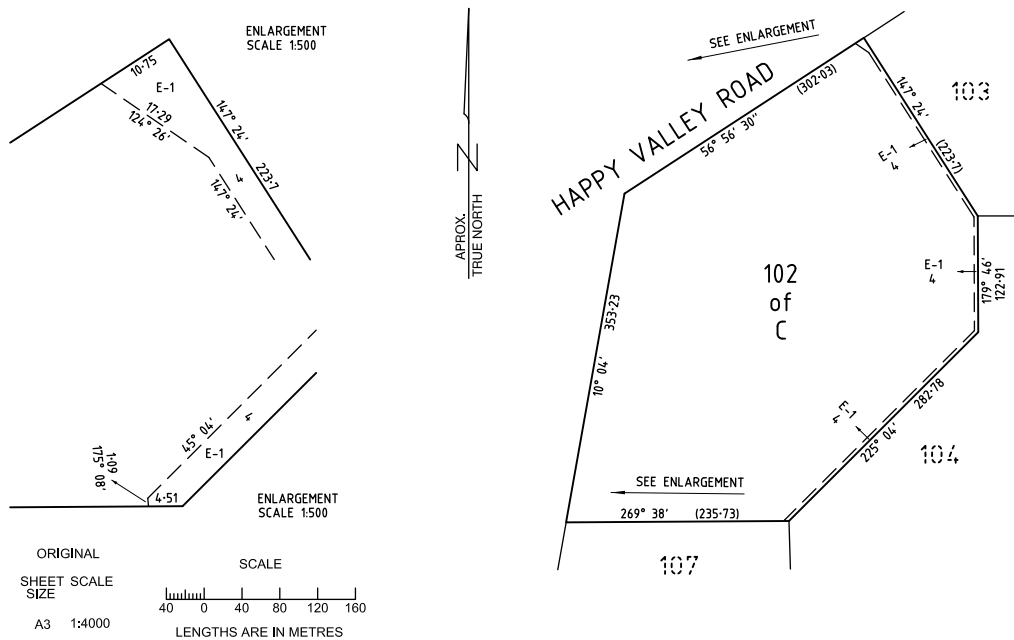 ENLARGEMENT
SCALE 1:500
10·75
E-1
17·29
124° 26'
147° 24'
223·7
4
147° 24'
45° 04'
4
E-1
1·09
175° 08'
4·51
ENLARGEMENT
SCALE 1:500
ORIGINAL
SHEET SIZE
SCALE
A3
1:4000
SCALE
40 0 40 80 120 160
LENGTHS ARE IN METRES
N
APROX.
TRUE NORTH
SEE ENLARGEMENT
HAPPY VALLEY ROAD
(302·03)
56° 56' 30"
147° 24'
(223·7)
103
E-1
4
E-1
4
179° 46'
122·91
102
of
C
353·23
10° 04'
E-1
4
282·78
225° 04'
104
SEE ENLARGEMENT
269° 38' (235·73)
107